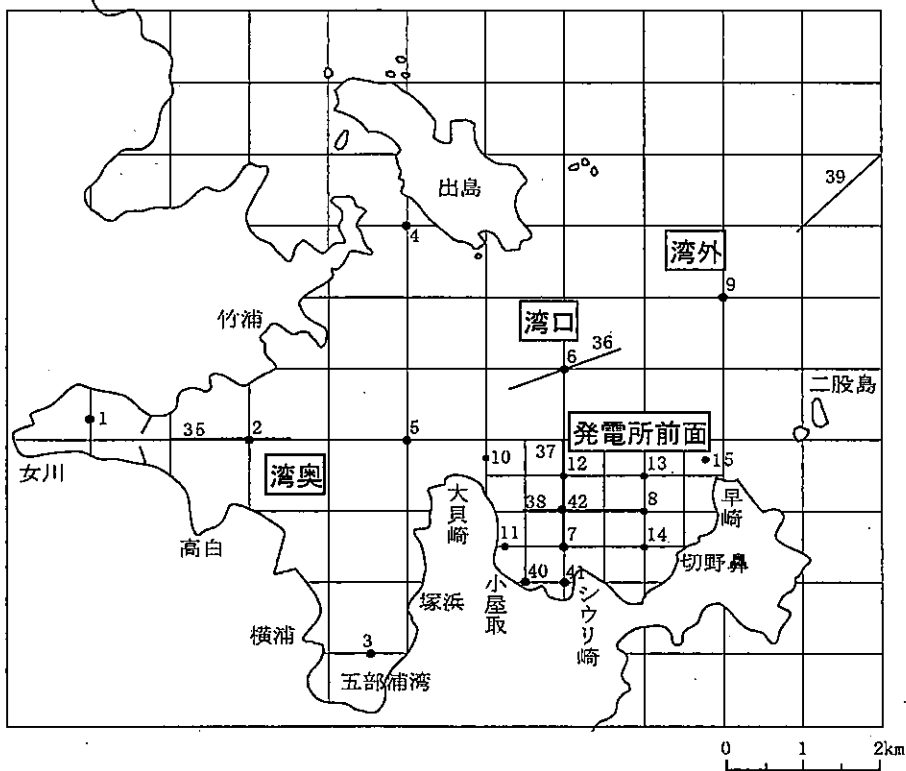 出島
39
4
湾外
9
竹浦
湾口
36
6
二股島
1
35
2
5
発電所前面
女川
湾奥
10
37
12
13
15
大貝崎
早崎
38
42
8
高白
11
7
14
切野鼻
40
41
小屋取
シウリ崎
塚浜
横浦
3
五部浦湾
0 1 2km